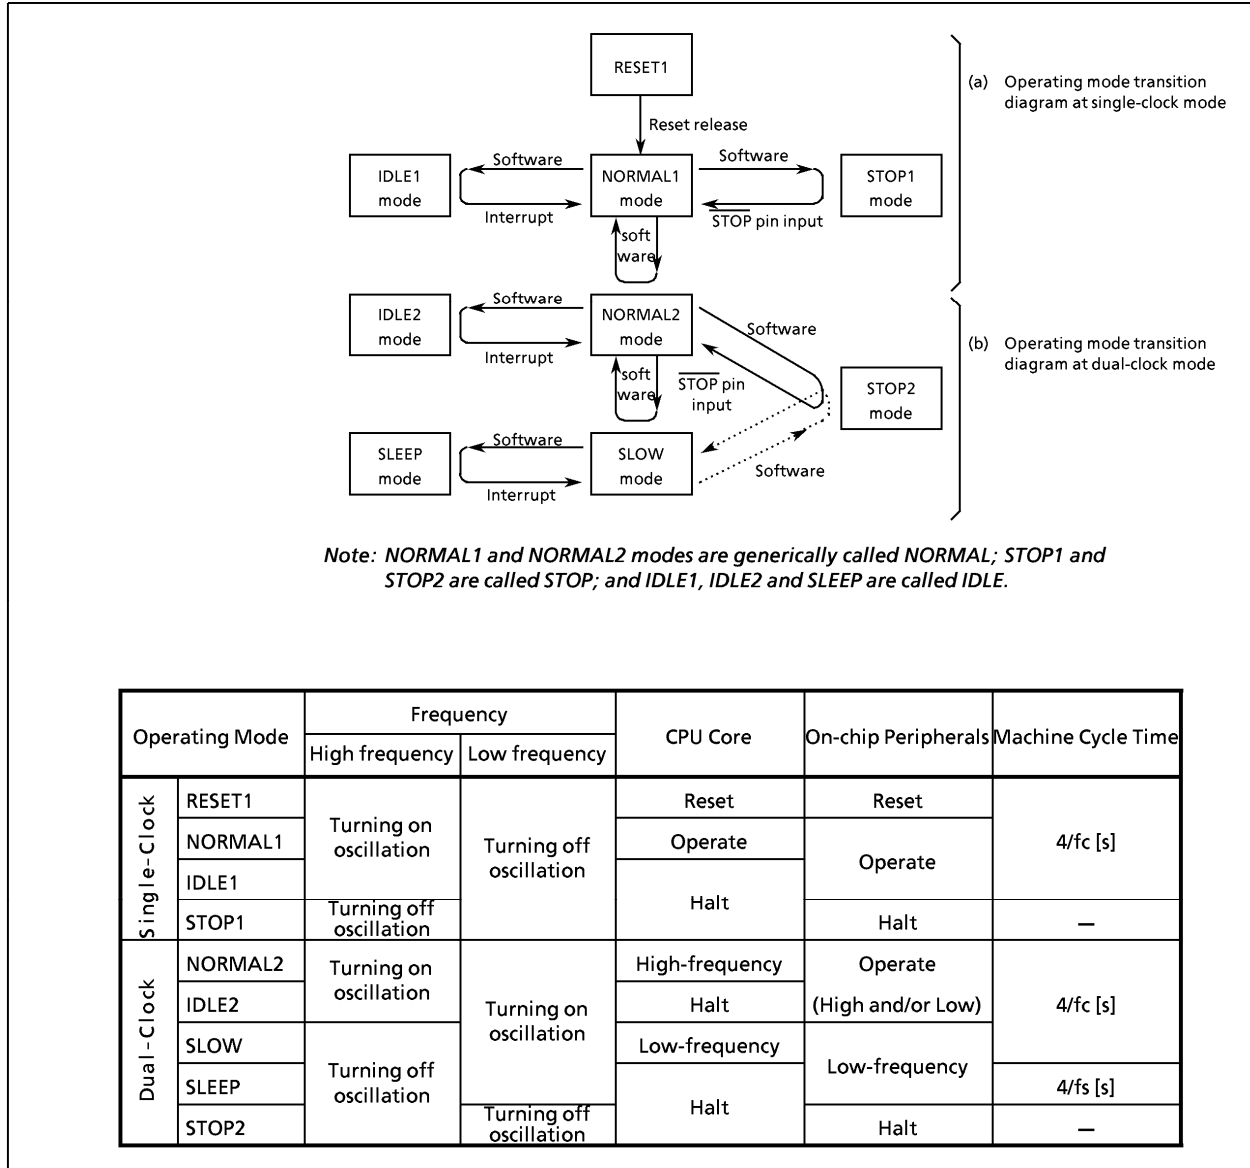 RESET1
(a) Operating mode transition
diagram at single-clock mode
Reset release
IDLE1
mode
Software
Interrupt
NORMAL1
mode
Software
STOP pin input
STOP1
mode
soft
ware
IDLE2
mode
Software
Interrupt
NORMAL2
mode
Software
(b) Operating mode transition
diagram at dual-clock mode
soft
ware
STOP pin
input
STOP2
mode
SLEEP
mode
Software
Interrupt
SLOW
mode
Software
Note: NORMAL1 and NORMAL2 modes are generically called NORMAL; STOP1 and
STOP2 are called STOP; and IDLE1, IDLE2 and SLEEP are called IDLE.
Operating Mode
Frequency
High frequency
Low frequency
CPU Core
On-chip Peripherals
Machine Cycle Time
Single-Clock
RESET1
Turning on
oscillation
Turning off
oscillation
Reset
Reset
4/fc [s]
NORMAL1
Operate
Operate
IDLE1
Halt
STOP1
Turning off
oscillation
Halt
—
Dual-Clock
NORMAL2
Turning on
oscillation
Turning on
oscillation
High-frequency
Operate
(High and/or Low)
4/fc [s]
IDLE2
Halt
SLOW
Turning off
oscillation
Low-frequency
Low-frequency
SLEEP
Halt
4/fs [s]
STOP2
Turning off
oscillation
Halt
—